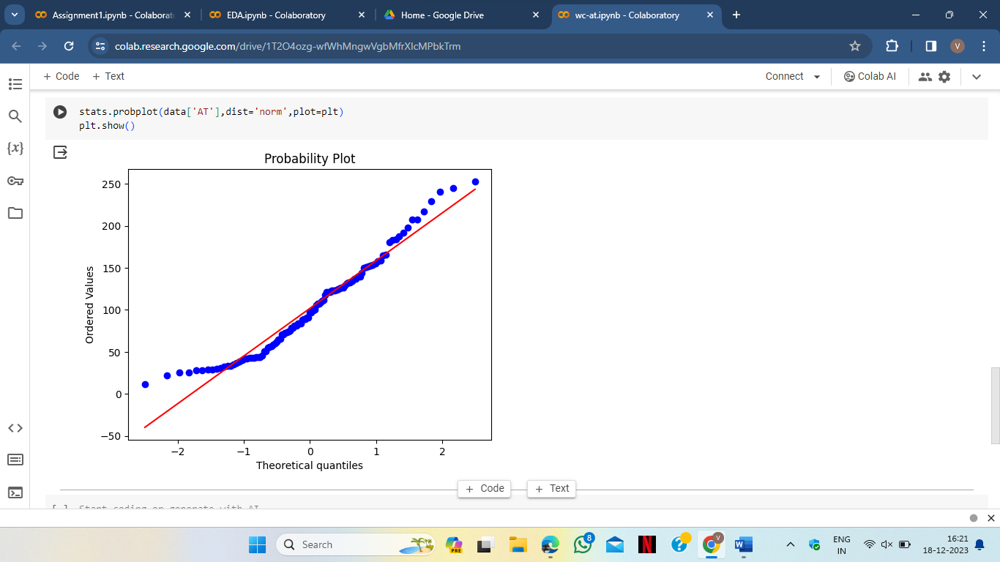 Assignment1.ipynb - Colaborat
EDA.ipynb - Colaboratory
Home - Google Drive
wc-at.ipynb - Colaboratory
colab.research.google.com/drive/1T2O4ozg-wfWhMngwVgbMfrXIcMPbkTrm
V
+ Code + Text
Connect
Colab AI
{x}
stats.probplot(data['AT'],dist='norm',plot=plt)
plt.show()
Probability Plot
250
200
150
100
50
0
−50
Ordered Values
−2 −1 0 1 2
Theoretical quantiles
+ Code + Text
[ ] Start coding or generate with AI
Search
PRE
8
N
?
V
W
ENG
IN
16:21
18-12-2023